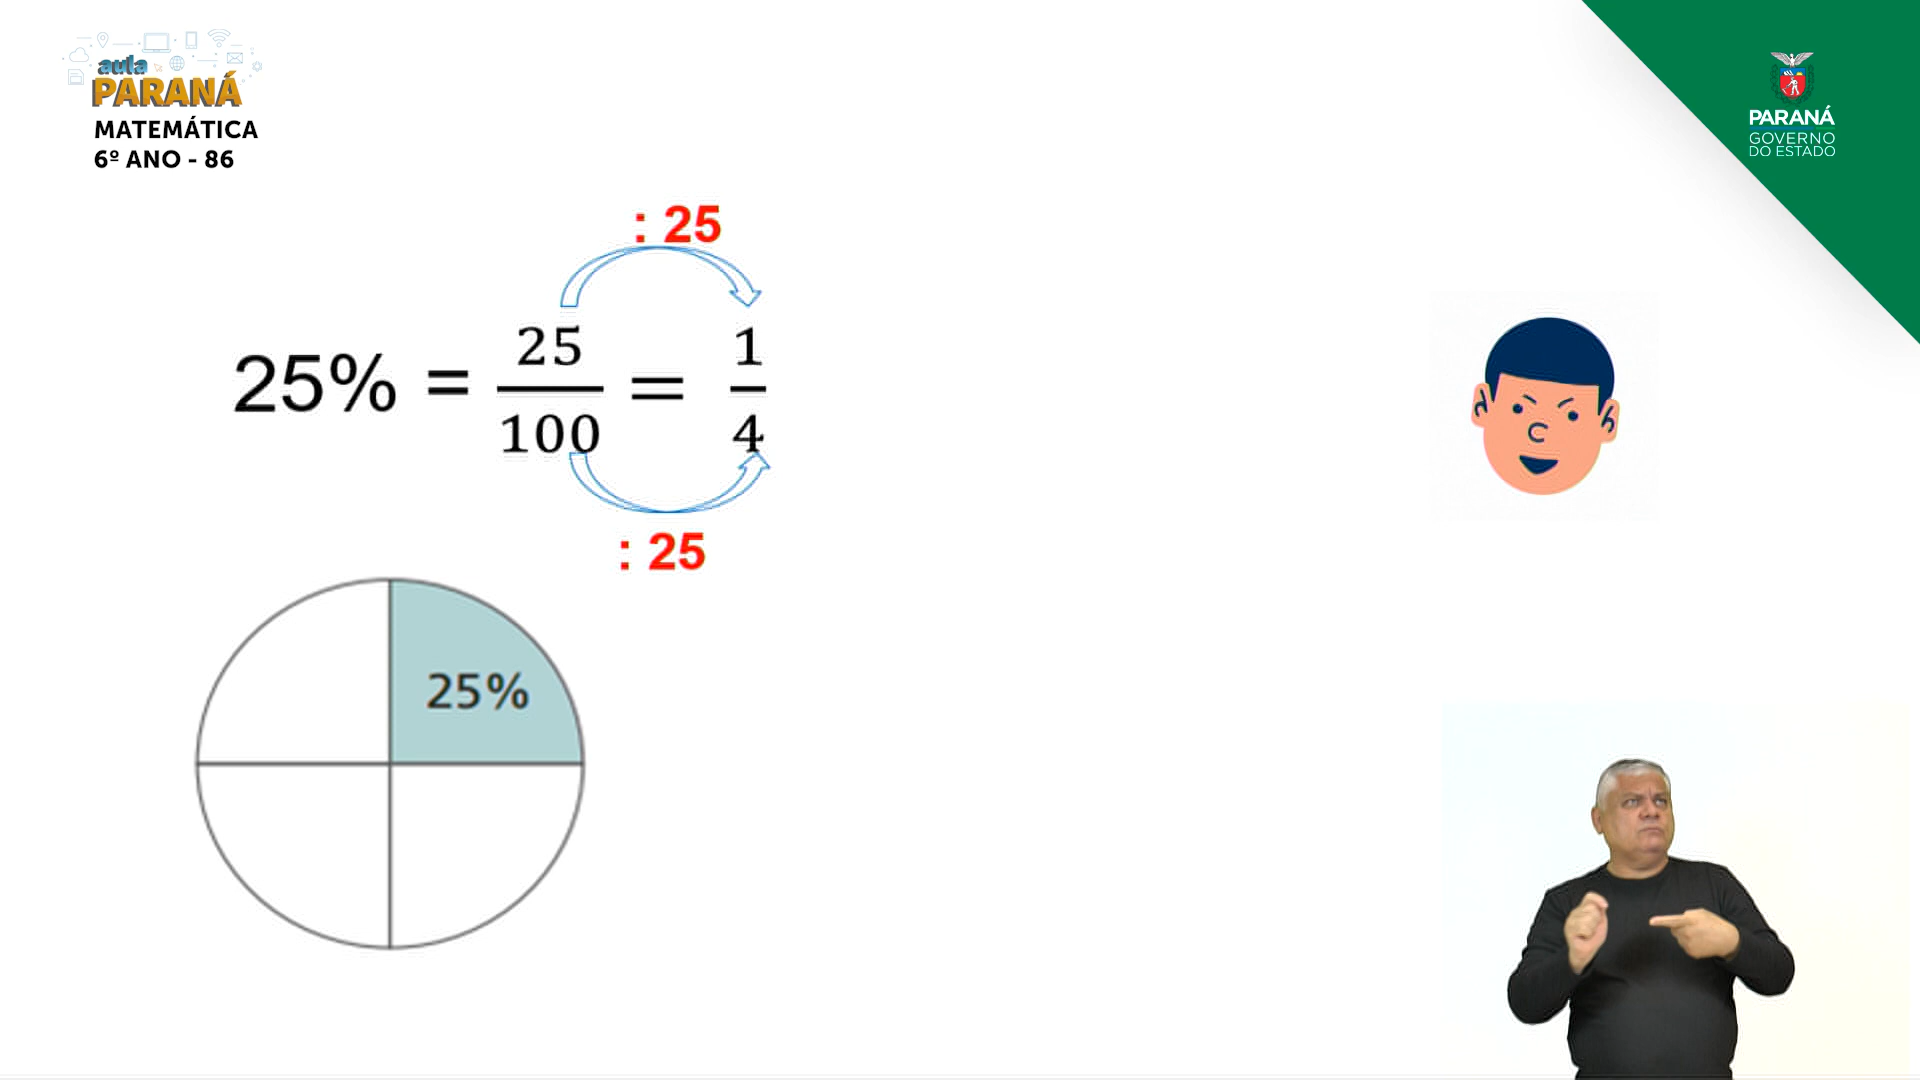 aula
PARANÁ
MATEMÁTICA
6º ANO - 86
PARANÁ
GOVERNO
DO ESTADO
: 25
25% = 25/100 = 1/4
: 25
25%